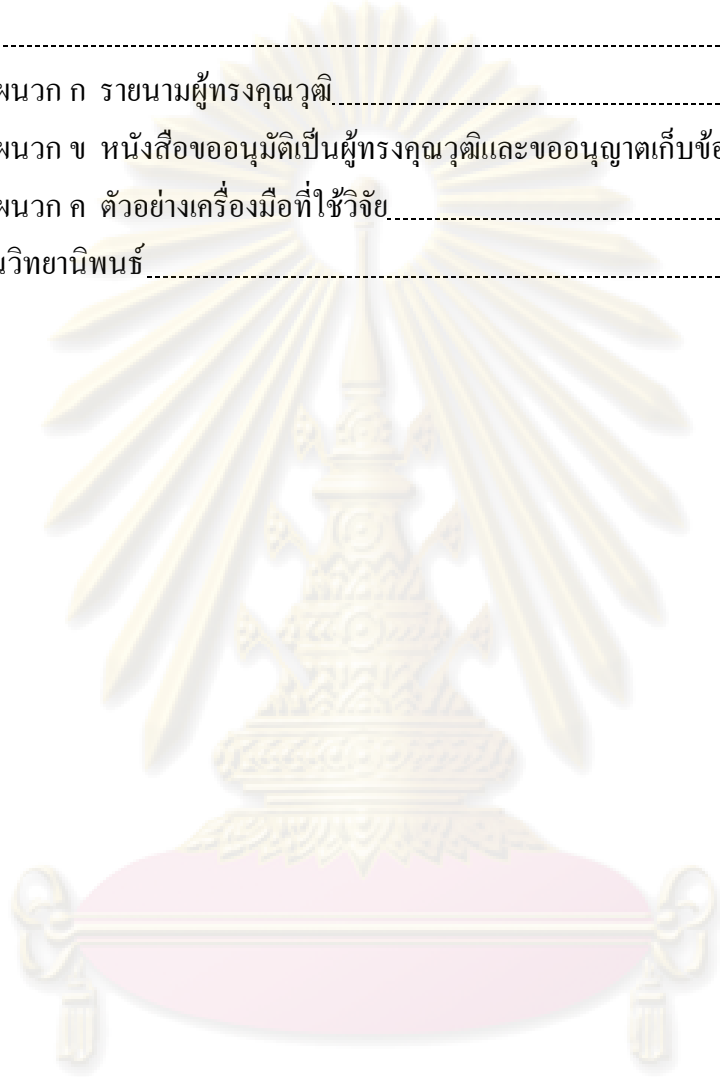 ผนวก ก รายนามผู้ทรงคุณวุฒิ
ผนวก ข หนังสือขออนุมัติเป็นผู้ทรงคุณวุฒิและขออนุญาตเก็บข้อ
ผนวก ค ตัวอย่างเครื่องมือที่ใช้วิจัย
นวิทยานิพนธ์